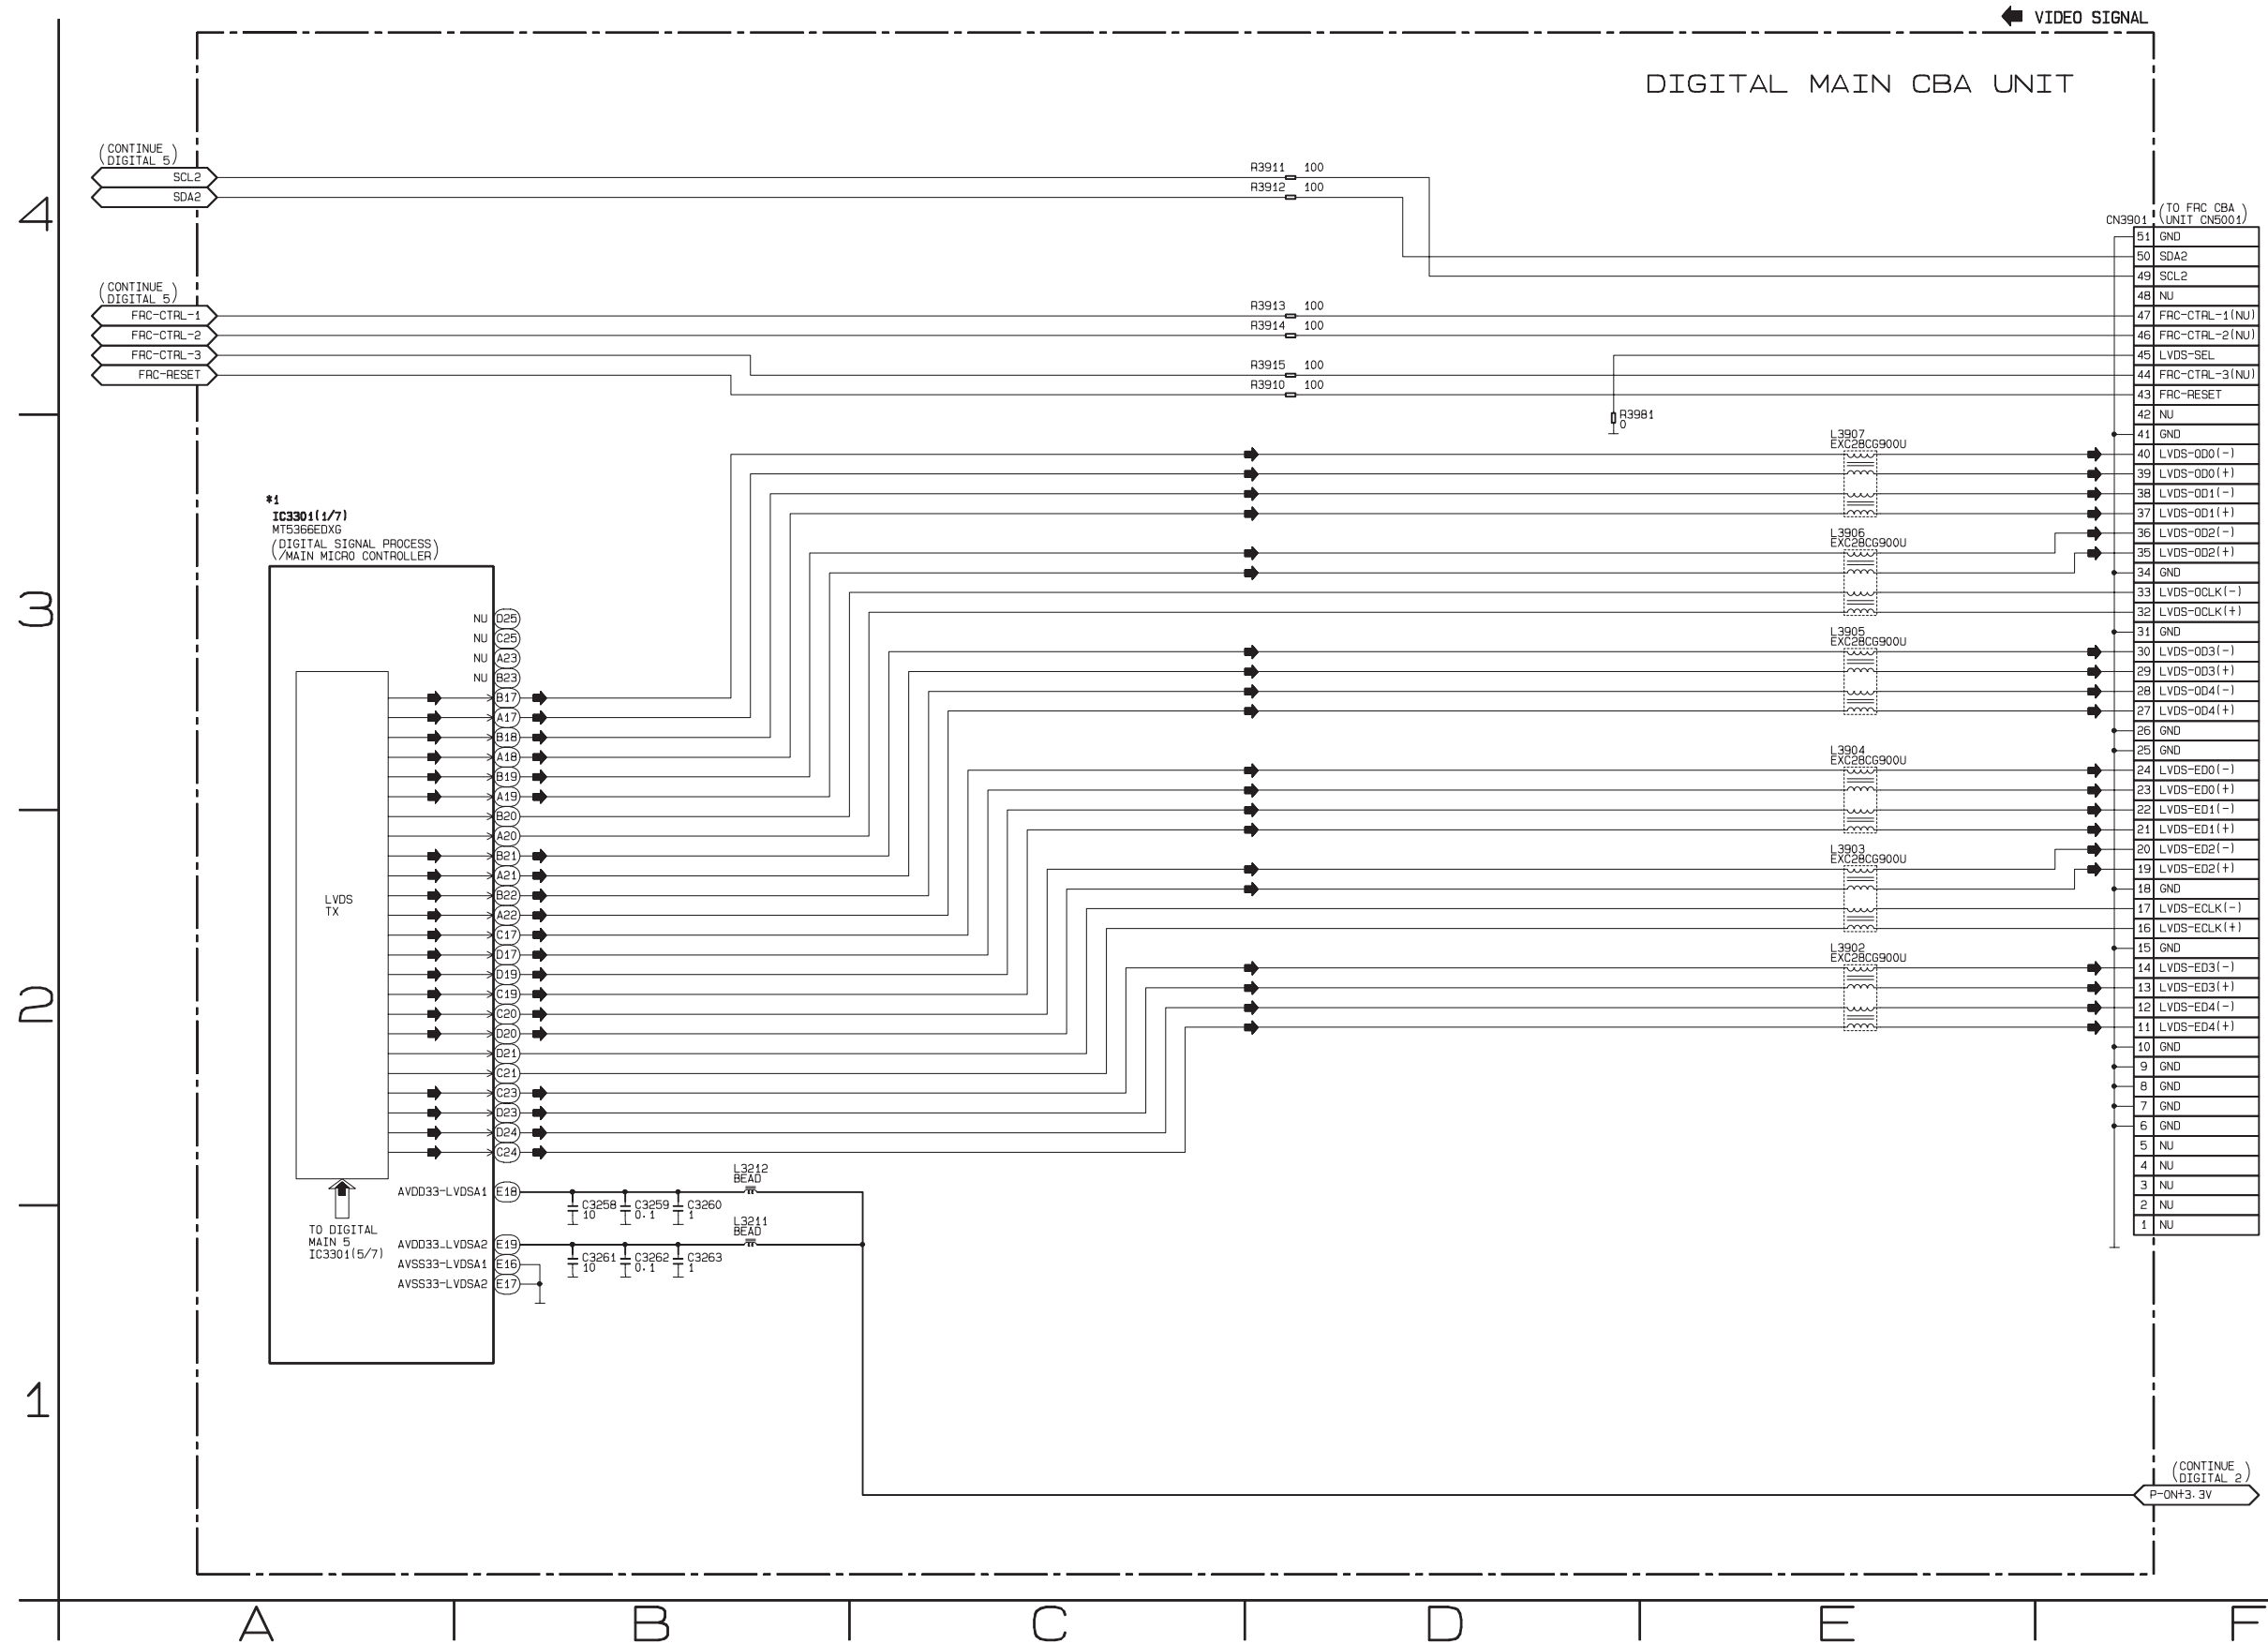 VIDEO SIGNAL
DIGITAL MAIN CBA UNIT
(CONTINUE
DIGITAL 5)
SCL2
SDA2
R3911 100
R3912 100
CN3901
(TO FRC CBA
UNIT CN5001)
(CONTINUE
DIGITAL 5)
FRC-CTRL-1
FRC-CTRL-2
FRC-CTRL-3
FRC-RESET
R3913 100
R3914 100
R3915 100
R3910 100
R3981
0
51 GND
50 SDA2
49 SCL2
48 NU
47 FRC-CTRL-1(NU)
46 FRC-CTRL-2(NU)
45 LVDS-SEL
44 FRC-CTRL-3(NU)
43 FRC-RESET
42 NU
41 GND
40 LVDS-OD0(-)
39 LVDS-OD0(+)
38 LVDS-OD1(-)
37 LVDS-OD1(+)
36 LVDS-OD2(-)
35 LVDS-OD2(+)
34 GND
33 LVDS-OCLK(-)
32 LVDS-OCLK(+)
31 GND
30 LVDS-OD3(-)
29 LVDS-OD3(+)
28 LVDS-OD4(-)
27 LVDS-OD4(+)
26 GND
25 GND
24 LVDS-ED0(-)
23 LVDS-ED0(+)
22 LVDS-ED1(-)
21 LVDS-ED1(+)
20 LVDS-ED2(-)
19 LVDS-ED2(+)
18 GND
17 LVDS-ECLK(-)
16 LVDS-ECLK(+)
15 GND
14 LVDS-ED3(-)
13 LVDS-ED3(+)
12 LVDS-ED4(-)
11 LVDS-ED4(+)
10 GND
9 GND
8 GND
7 GND
6 GND
5 NU
4 NU
3 NU
2 NU
1 NU
L3907
EXC28CG900U
L3906
EXC28CG900U
L3905
EXC28CG900U
L3904
EXC28CG900U
L3903
EXC28CG900U
L3902
EXC28CG900U
*1
IC3301(1/7)
MT5366EDXG
(DIGITAL SIGNAL PROCESS
/MAIN MICRO CONTROLLER)
NU D25
NU C25
NU A23
NU B23
B17
A17
B18
A18
B19
A19
B20
A20
B21
A21
B22
A22
C17
D17
D19
C19
C20
D20
D21
C21
C23
D23
D24
C24
LVDS
TX
TO DIGITAL
MAIN 5
IC3301(5/7)
AVDD33-LVDSA1 E18
AVDD33_LVDSA2 E19
AVSS33-LVDSA1 E16
AVSS33-LVDSA2 E17
C3258
10
C3259
0.1
C3260
1
L3212
BEAD
C3261
10
C3262
0.1
C3263
1
L3211
BEAD
(CONTINUE
DIGITAL 2)
P-ON+3.3V
4
3
2
1
A B C D E F